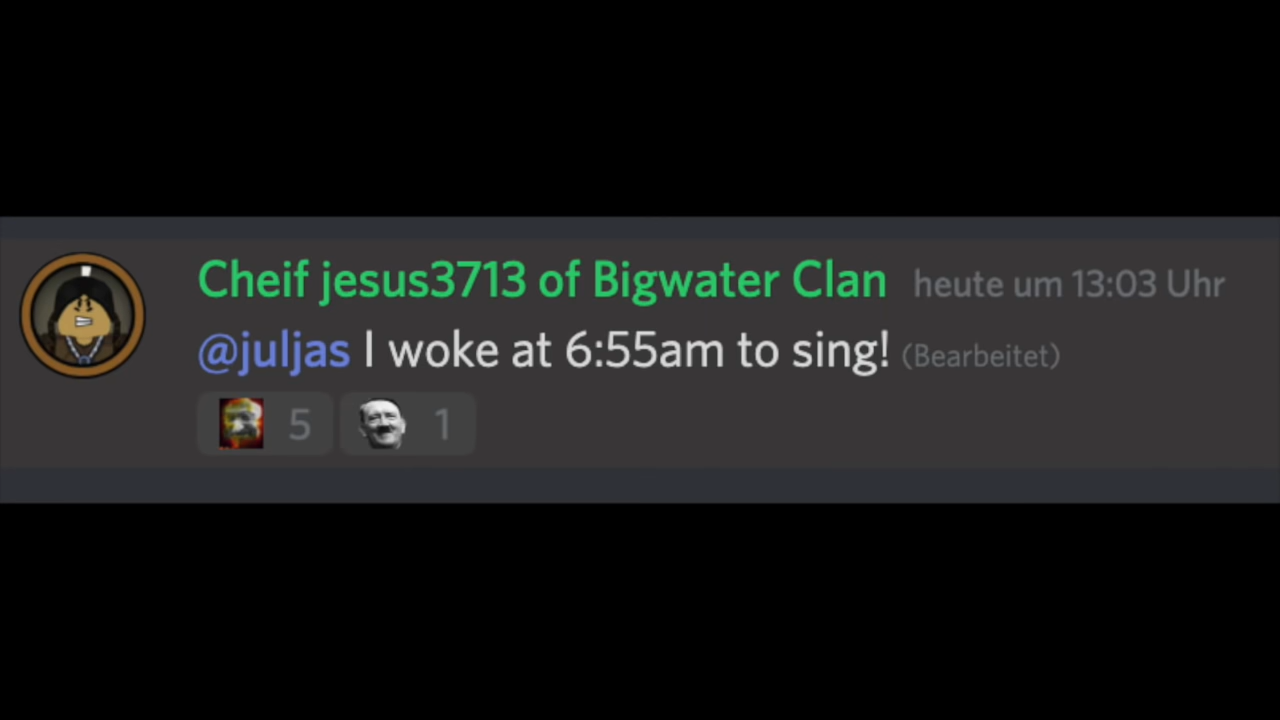 Cheif jesus3713 of Bigwater Clan heute um 13:03 Uhr
@juljas I woke at 6:55am to sing! (Bearbeitet)
5 1